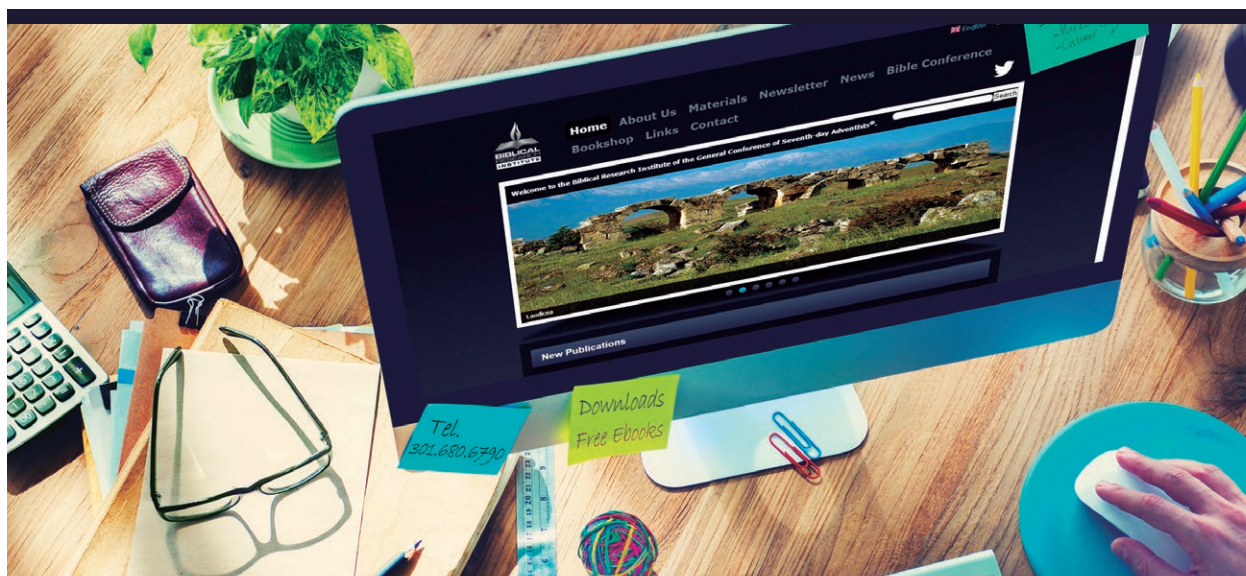 English
Customer
Home About Us Materials Newsletter News Bible Conference
Bookshop Links Contact
Search
BIBLICAL
INSTITUTE
Welcome to the Biblical Research Institute of the General Conference of Seventh-day Adventists®.
Laodicea
New Publications
Tel.
301.680.6790
Downloads
Free Ebooks